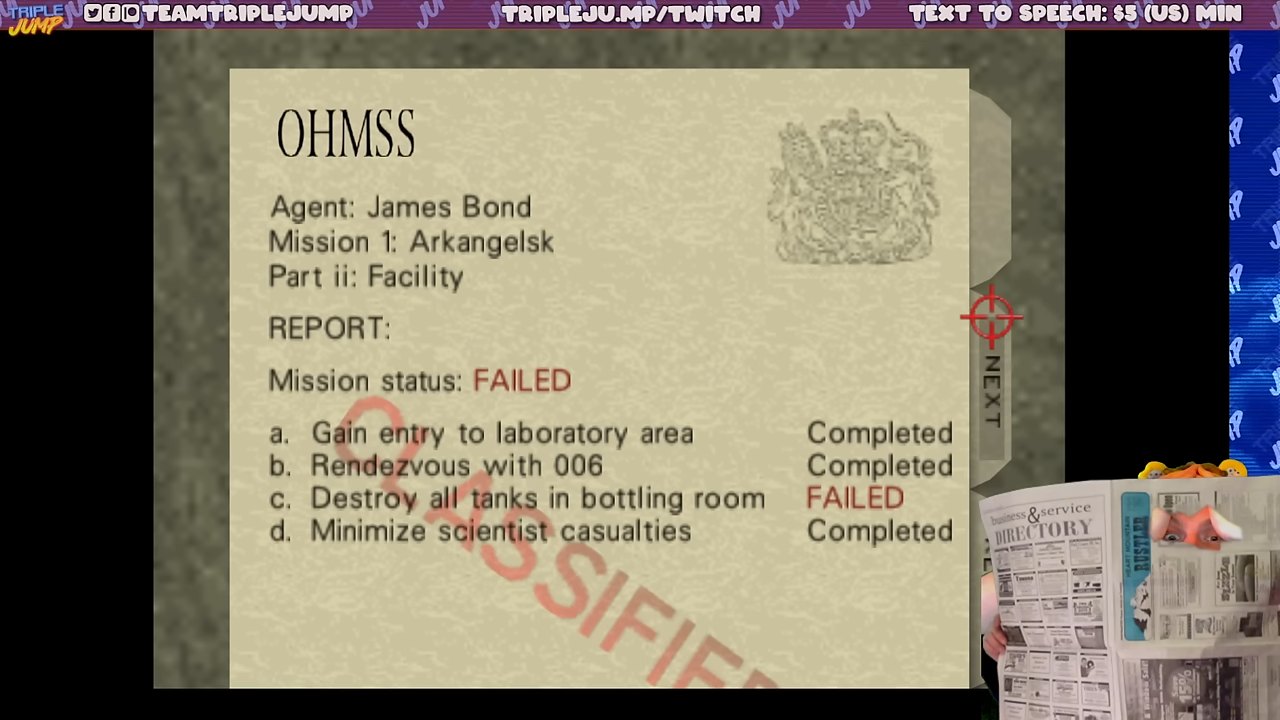 TRIPLE
JUMP
TEAMTRIPLEJUMP
TRIPLEJU.MP/TWITCH
TEXT TO SPEECH: $5 (US) MIN
OHMSS
Agent: James Bond
Mission 1: Arkangelsk
Part ii: Facility
REPORT:
Mission status: FAILED
a. Gain entry to laboratory area Completed
b. Rendezvous with 006 Completed
c. Destroy all tanks in bottling room FAILED
d. Minimize scientist casualties Completed
CLASSIFIE
NEXT
business & service
DIRECTORY
RUSTLER